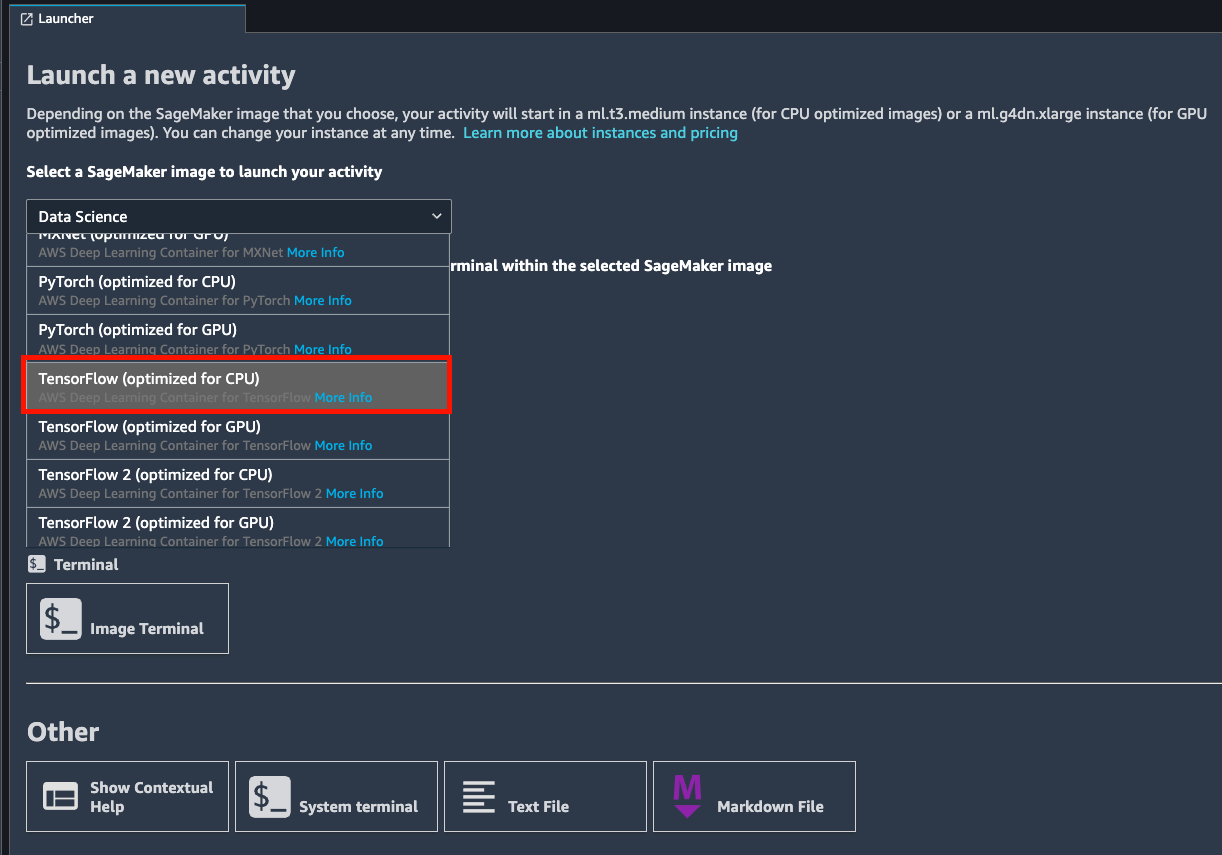 Launcher
Launch a new activity
Depending on the SageMaker image that you choose, your activity will start in a ml.t3.medium instance (for CPU optimized images) or a ml.g4dn.xlarge instance (for GPU
optimized images). You can change your instance at any time. Learn more about instances and pricing
Select a SageMaker image to launch your activity
Data Science
MXNet (optimized for GPU)
AWS Deep Learning Container for MXNet More Info
rminal within the selected SageMaker image
PyTorch (optimized for CPU)
AWS Deep Learning Container for PyTorch More Info
PyTorch (optimized for GPU)
AWS Deep Learning Container for PyTorch More Info
TensorFlow (optimized for CPU)
AWS Deep Learning Container for TensorFlow More Info
TensorFlow (optimized for GPU)
AWS Deep Learning Container for TensorFlow More Info
TensorFlow 2 (optimized for CPU)
AWS Deep Learning Container for TensorFlow 2 More Info
TensorFlow 2 (optimized for GPU)
AWS Deep Learning Container for TensorFlow 2 More Info
$_ Terminal
$_ Image Terminal
Other
Show Contextual
Help
$_ System terminal
Text File
M Markdown File